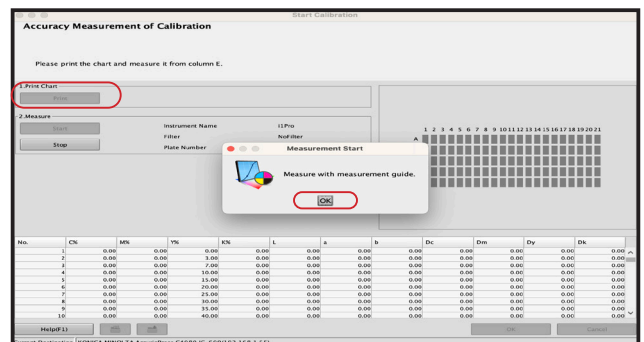 Start Calibration
Accuracy Measurement of Calibration
Please print the chart and measure it from column E.
1.Print Chart
Print
2.Measure
Start
Stop
Instrument Name I1Pro
Filter NoFilter
Plate Number
1 2 3 4 5 6 7 8 9 10 11 12 13 14 15 16 17 18 19 20 21
A
Measurement Start
Measure with measurement guide.
OK
No. C% M% Y% K% L a b Dc Dm Dy Dk
1 0.00 0.00 0.00 0.00 0.00 0.00 0.00 0.00 0.00 0.00 0.00
2 0.00 0.00 3.00 0.00 0.00 0.00 0.00 0.00 0.00 0.00 0.00
3 0.00 0.00 7.00 0.00 0.00 0.00 0.00 0.00 0.00 0.00 0.00
4 0.00 0.00 10.00 0.00 0.00 0.00 0.00 0.00 0.00 0.00 0.00
5 0.00 0.00 15.00 0.00 0.00 0.00 0.00 0.00 0.00 0.00 0.00
6 0.00 0.00 20.00 0.00 0.00 0.00 0.00 0.00 0.00 0.00 0.00
7 0.00 0.00 25.00 0.00 0.00 0.00 0.00 0.00 0.00 0.00 0.00
8 0.00 0.00 30.00 0.00 0.00 0.00 0.00 0.00 0.00 0.00 0.00
9 0.00 0.00 35.00 0.00 0.00 0.00 0.00 0.00 0.00 0.00 0.00
10 0.00 0.00 40.00 0.00 0.00 0.00 0.00 0.00 0.00 0.00 0.00
Help(F1) OK Cancel